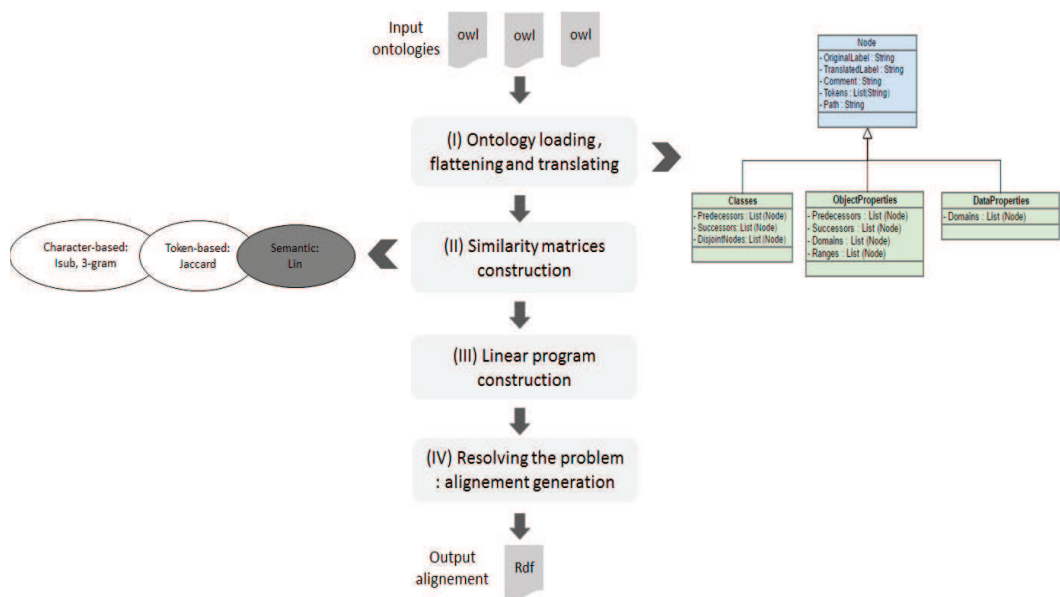 Input
ontologies
owl
owl
owl
Node
- OriginalLabel : String
- TranslatedLabel : String
- Comment : String
- Tokens : List(String)
- Path : String
(I) Ontology loading ,
flattening and translating
Classes
- Predecessors : List (Node)
- Successors : List (Node)
- DisjointNodes : List (Node)
ObjectProperties
- Predecessors : List (Node)
- Successors : List (Node)
- Domains : List (Node)
- Ranges : List (Node)
DataProperties
- Domains : List (Node)
Character-based:
Isub, 3-gram
Token-based:
Jaccard
Semantic:
Lin
(II) Similarity matrices
construction
(III) Linear program
construction
(IV) Resolving the problem
: alignement generation
Output
alignement
Rdf